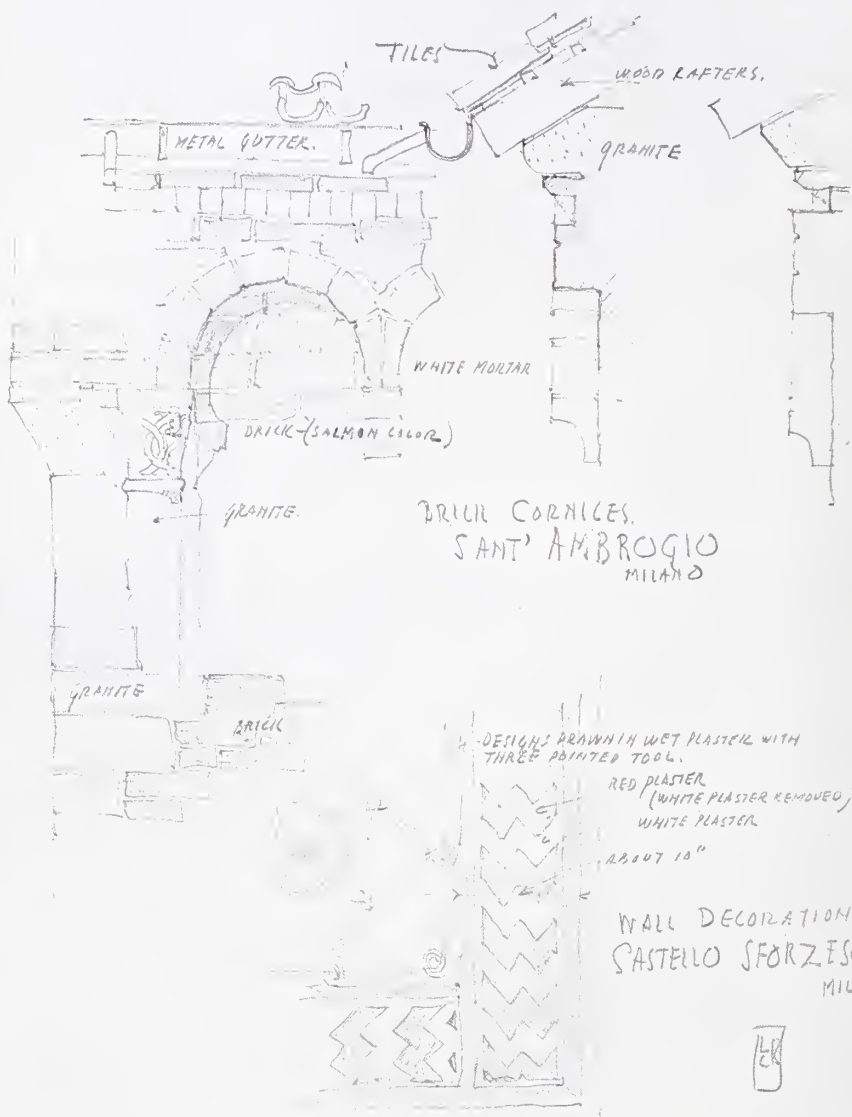 TILES
WOOD RAFTERS.
METAL GUTTER.
GRANITE
WHITE MORTAR
BRICK-(SALMON COLOR)
GRANITE.
BRICK CORNICES.
SANT' AMBROGIO
MILANO
GRANITE
BRICK
DESIGNS DRAWN IN WET PLASTER WITH
THREE POINTED TOOL.
RED PLASTER
(WHITE PLASTER REMOVED)
WHITE PLASTER
ABOUT 10"
WALL DECORATION
CASTELLO SFORZES
MIL